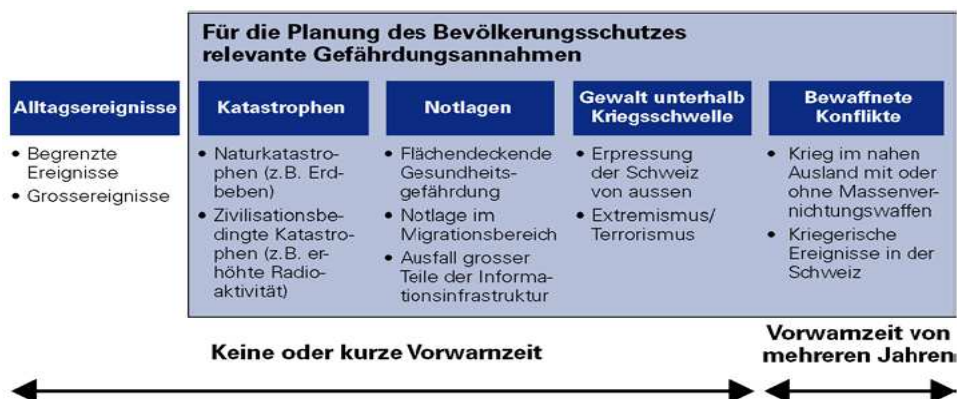 Für die Planung des Bevölkerungsschutzes
relevante Gefährdungsannahmen
Alltagsereignisse
• Begrenzte
Ereignisse
• Grossereignisse
Katastrophen
• Naturkatastro-
phen (z.B. Erd-
beben)
• Zivilisationsbe-
dingte Katastro-
phen (z.B. er-
höhte Radio-
aktivität)
Notlagen
• Flächendeckende
Gesundheits-
gefährdung
• Notlage im
Migrationsbereich
• Ausfall grosser
Teile der Informa-
tionsinfrastruktur
Gewalt unterhalb
Kriegsschwelle
• Erpressung
der Schweiz
von aussen
• Extremismus/
Terrorismus
Bewaffnete
Konflikte
• Krieg im nahen
Ausland mit oder
ohne Massenver-
nichtungswaffen
• Kriegerische
Ereignisse in der
Schweiz
Keine oder kurze Vorwarnzeit
Vorwarnzeit von
mehreren Jahren